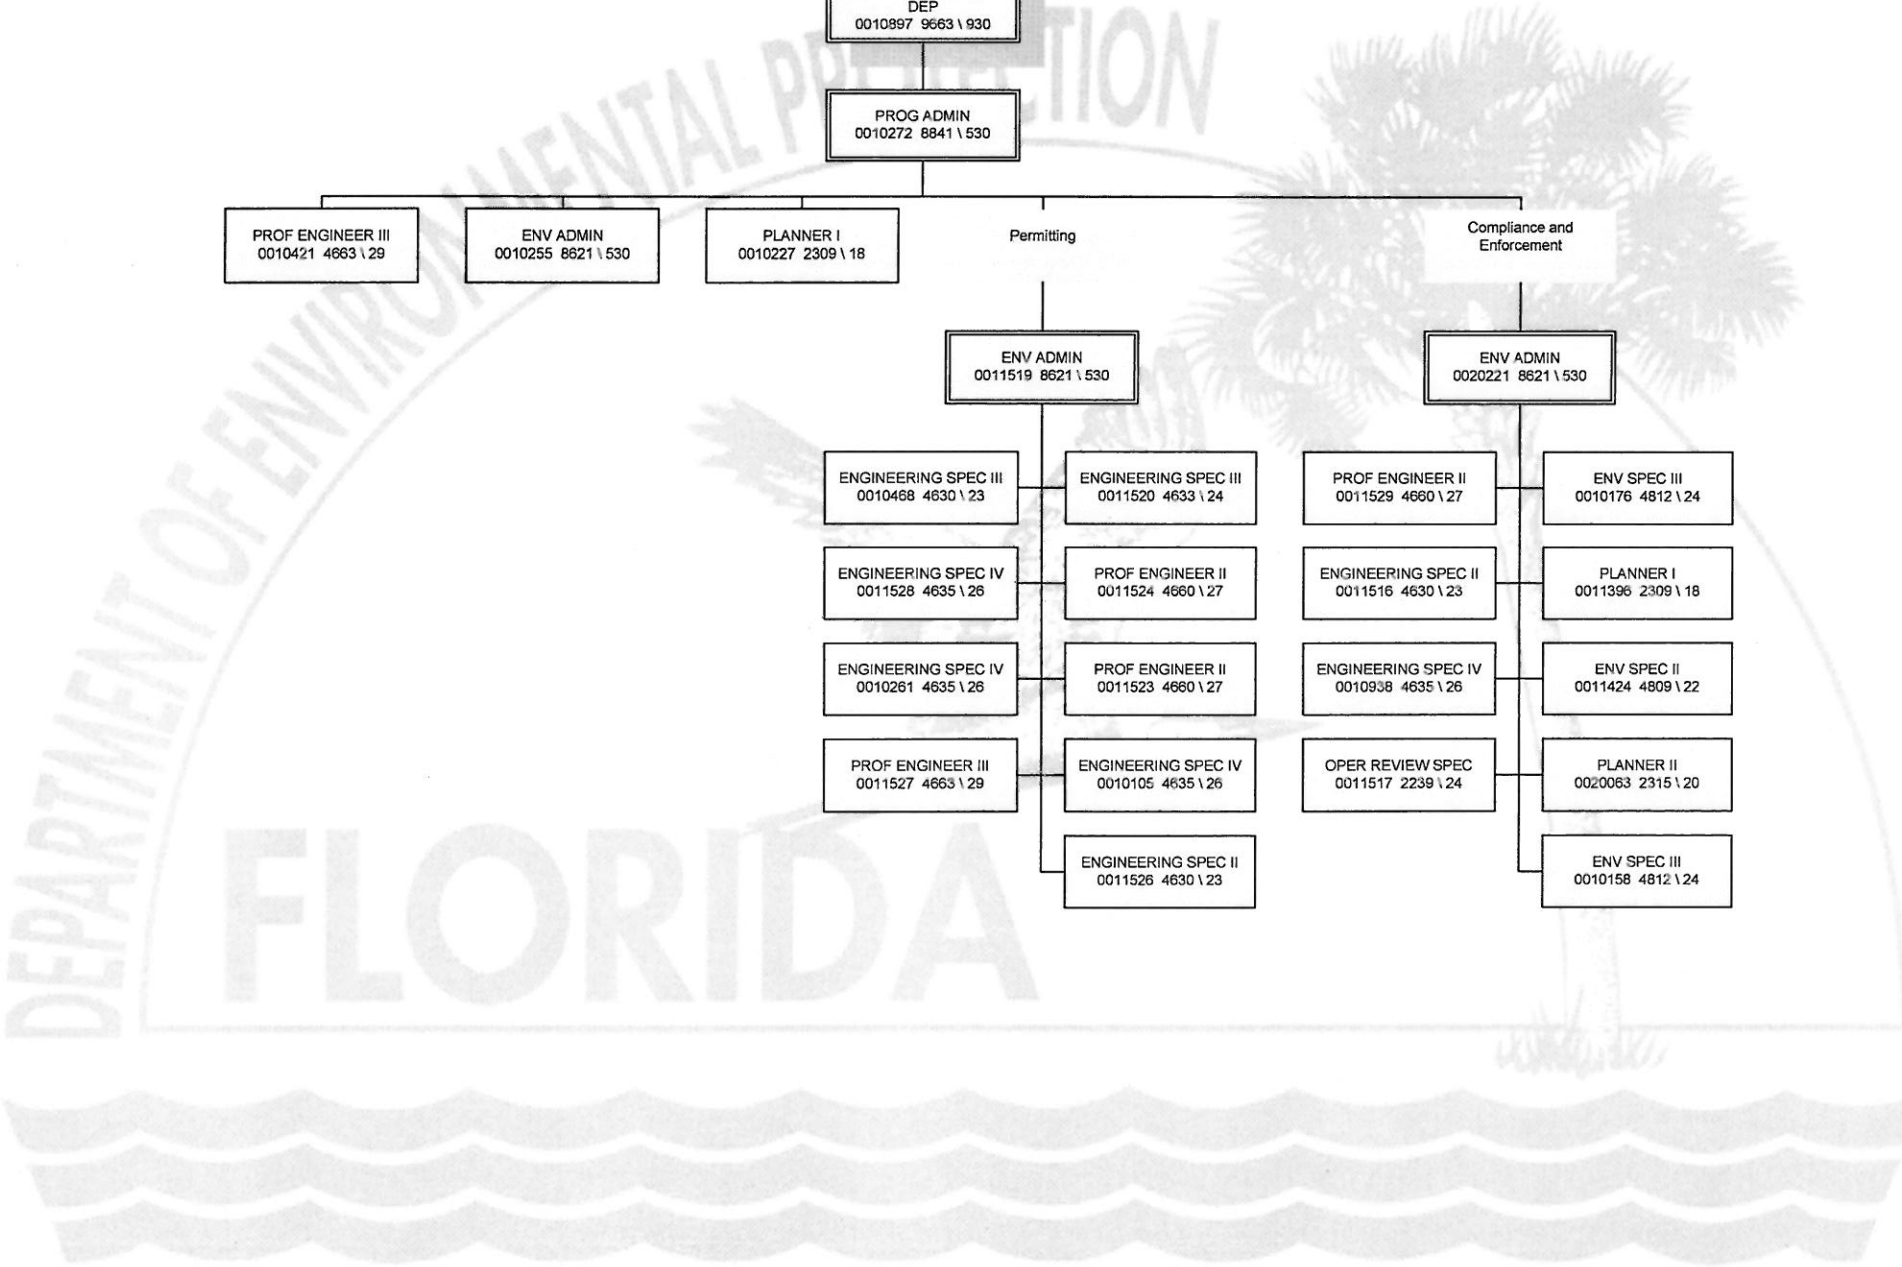 DEP
0010897 9663 \ 930
PROG ADMIN
0010272 8841 \ 530
PROF ENGINEER III
0010421 4663 \ 29
ENV ADMIN
0010255 8621 \ 530
PLANNER I
0010227 2309 \ 18
Permitting
Compliance and
Enforcement
ENV ADMIN
0011519 8621 \ 530
ENV ADMIN
0020221 8621 \ 530
ENGINEERING SPEC III
0010468 4630 \ 23
ENGINEERING SPEC III
0011520 4633 \ 24
PROF ENGINEER II
0011529 4660 \ 27
ENV SPEC III
0010176 4812 \ 24
ENGINEERING SPEC IV
0011528 4635 \ 26
PROF ENGINEER II
0011524 4660 \ 27
ENGINEERING SPEC II
0011516 4630 \ 23
PLANNER I
0011396 2309 \ 18
ENGINEERING SPEC IV
0010261 4635 \ 26
PROF ENGINEER II
0011523 4660 \ 27
ENGINEERING SPEC IV
0010938 4635 \ 26
ENV SPEC II
0011424 4809 \ 22
PROF ENGINEER III
0011527 4663 \ 29
ENGINEERING SPEC IV
0010105 4635 \ 26
OPER REVIEW SPEC
0011517 2239 \ 24
PLANNER II
0020063 2315 \ 20
ENGINEERING SPEC II
0011526 4630 \ 23
ENV SPEC III
0010158 4812 \ 24
DEPARTMENT OF ENVIRONMENTAL PROTECTION
FLORIDA